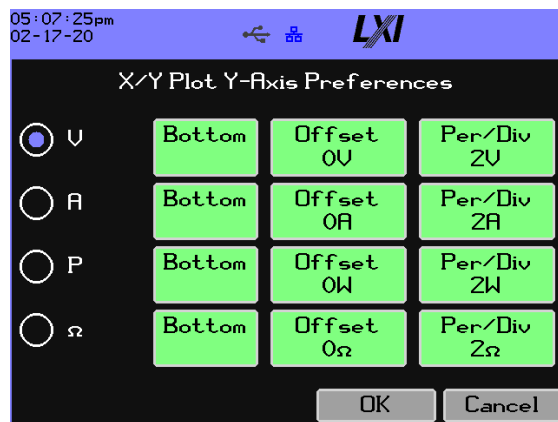 05:07:25pm
02-17-20
LXI
X/Y Plot Y-Axis Preferences
V Bottom Offset 0V Per/Div 2V
A Bottom Offset 0A Per/Div 2A
P Bottom Offset 0W Per/Div 2W
Ω Bottom Offset 0Ω Per/Div 2Ω
OK Cancel